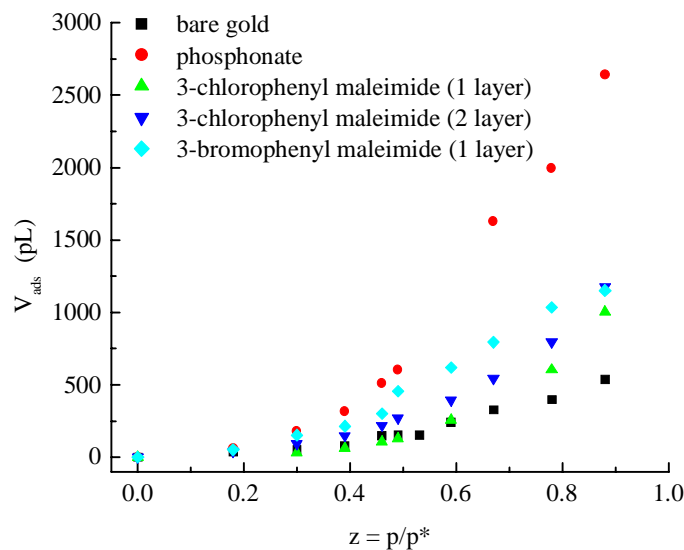 bare gold
phosphonate
3-chlorophenyl maleimide (1 layer)
3-chlorophenyl maleimide (2 layer)
3-bromophenyl maleimide (1 layer)
3000
2500
2000
1500
1000
500
0
V_ads (pL)
0.0 0.2 0.4 0.6 0.8 1.0
z = p/p*